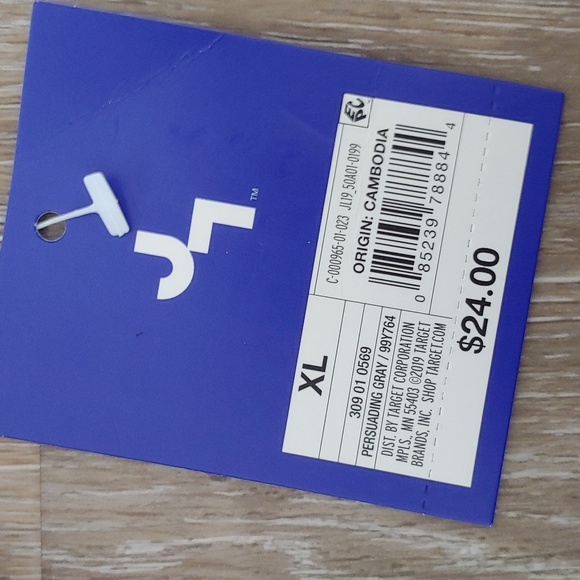 TM
EC
C-000965-01-023 JL19_50A01-0199
ORIGIN: CAMBODIA
0 85239 78884 4
XL
309 01 0569
PERSUADING GRAY / 99Y764
DIST. BY TARGET CORPORATION
MPLS, MN 55403 ©2019 TARGET
BRANDS, INC. SHOP TARGET.COM
$24.00